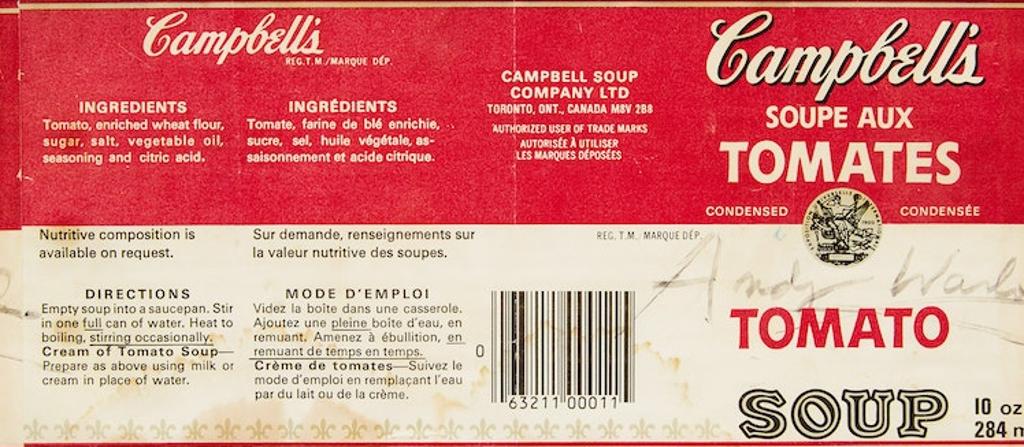 Campbell's
REG. T.M./MARQUE DÉP.
INGREDIENTS
Tomato, enriched wheat flour,
sugar, salt, vegetable oil,
seasoning and citric acid.
INGRÉDIENTS
Tomate, farine de blé enrichie,
sucre, sel, huile végétale, as-
saisonnement et acide citrique.
CAMPBELL SOUP
COMPANY LTD
TORONTO, ONT., CANADA M8V 2B8
AUTHORIZED USER OF TRADE MARKS
AUTORISÉE À UTILISER
LES MARQUES DÉPOSÉES
Nutritive composition is
available on request.
Sur demande, renseignements sur
la valeur nutritive des soupes.
DIRECTIONS
Empty soup into a saucepan. Stir
in one full can of water. Heat to
boiling, stirring occasionally.
Cream of Tomato Soup—
Prepare as above using milk or
cream in place of water.
MODE D'EMPLOI
Videz la boîte dans une casserole.
Ajoutez une pleine boîte d'eau, en
remuant. Amenez à ébullition, en
remuant de temps en temps.
Crème de tomates—Suivez le
mode d'emploi en remplaçant l'eau
par du lait ou de la crème.
0
63211 00011
Campbell's
SOUPE AUX
TOMATES
CONDENSED CONDENSÉE
REG. T.M./MARQUE DÉP.
Andy
TOMATO
SOUP
10 oz
284 m